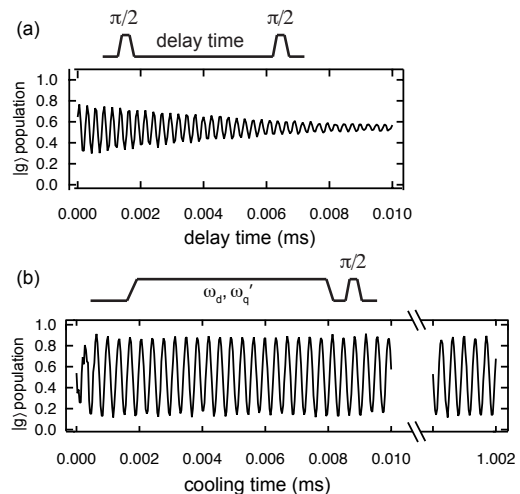 (a)
π/2 π/2
delay time
|g⟩ population
1.0
0.8
0.6
0.4
0.2
0.0
0.000 0.002 0.004 0.006 0.008 0.010
delay time (ms)
(b)
π/2
ω_d, ω_q′
|g⟩ population
1.0
0.8
0.6
0.4
0.2
0.0
0.000 0.002 0.004 0.006 0.008 0.010 1.002
cooling time (ms)